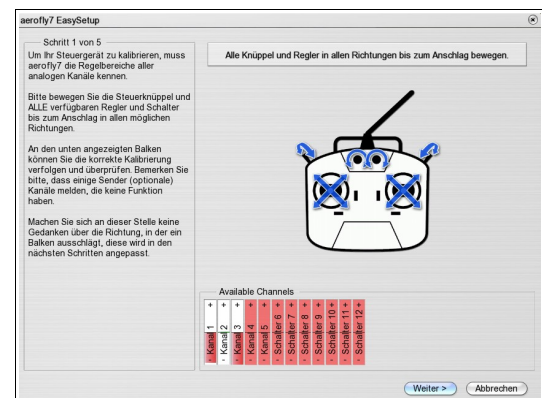 aerofly7 EasySetup
Schritt 1 von 5
Um Ihr Steuergerät zu kalibrieren, muss
aerofly7 die Regelbereiche aller
analogen Kanäle kennen.
Bitte bewegen Sie die Steuerknüppel und
ALLE verfügbaren Regler und Schalter
bis zum Anschlag in allen möglichen
Richtungen.
An den unten angezeigten Balken
können Sie die korrekte Kalibrierung
verfolgen und überprüfen. Bemerken Sie
bitte, dass einige Sender (optionale)
Kanäle melden, die keine Funktion
haben.
Machen Sie sich an dieser Stelle keine
Gedanken über die Richtung, in der ein
Balken ausschlägt, diese wird in den
nächsten Schritten angepasst.
Alle Knüppel und Regler in allen Richtungen bis zum Anschlag bewegen.
Available Channels
- Kanal 1 +
- Kanal 2 +
- Kanal 3 +
- Kanal 4 +
- Kanal 5 +
- Schalter 6 +
- Schalter 7 +
- Schalter 8 +
- Schalter 9 +
- Schalter 10 +
- Schalter 11 +
- Schalter 12 +
Weiter >
Abbrechen